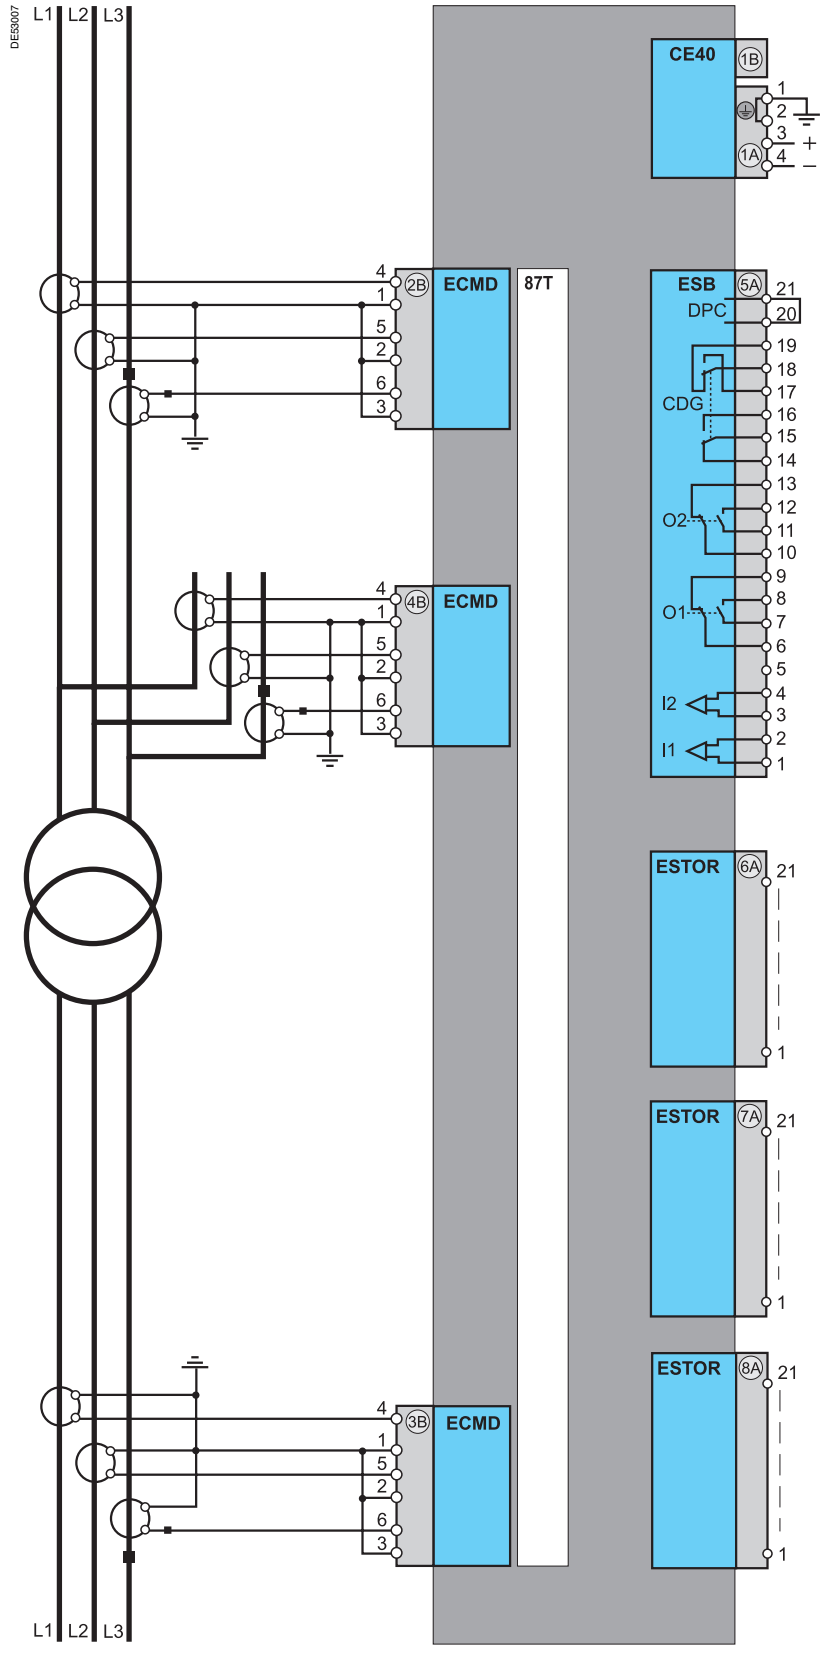 DE53007
L1 L2 L3
CE40 1B
1
2
3 +
1A 4 −
4
2B ECMD
1
5
2
6
3
87T
ESB 5A 21
DPC 20
19
18
17
CDG
16
15
14
13
12
O2
11
10
9
8
O1
7
6
5
4
I2
3
2
I1
1
4
4B ECMD
1
5
2
6
3
ESTOR 6A 21
1
ESTOR 7A 21
1
ESTOR 8A 21
1
4
3B ECMD
1
5
2
6
3
L1 L2 L3